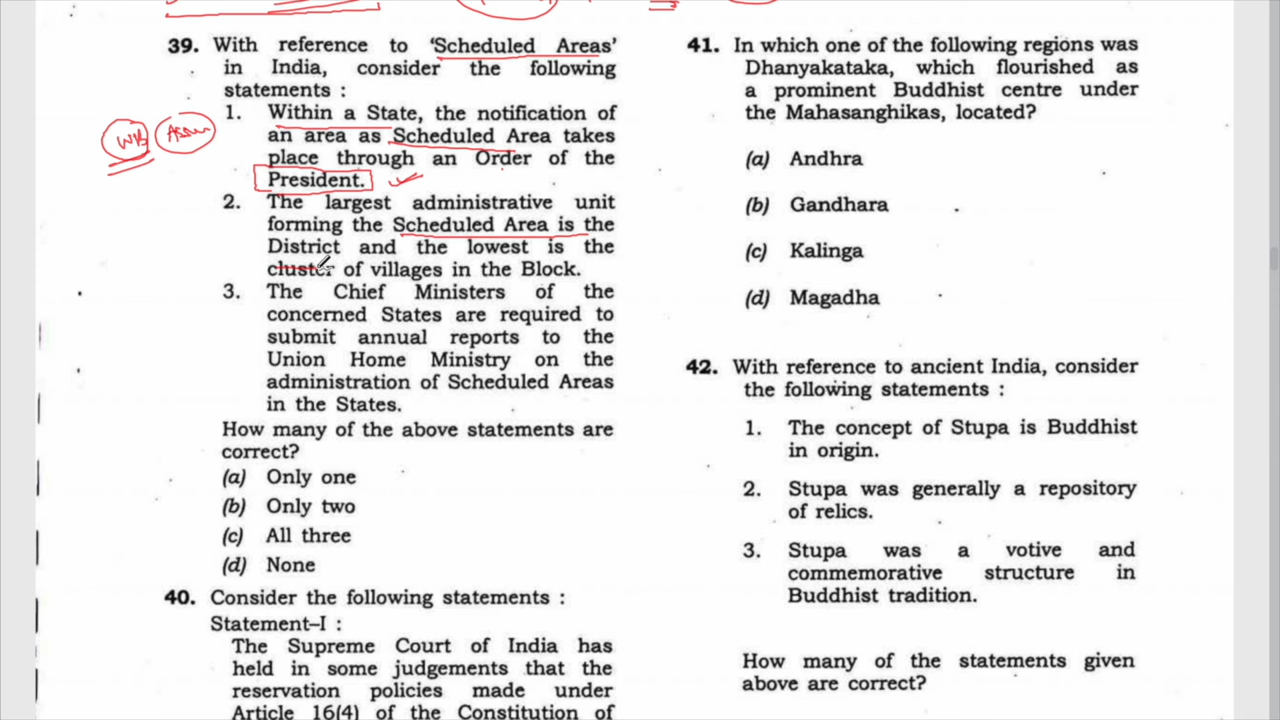 39. With reference to 'Scheduled Areas'
in India, consider the following
statements :
1. Within a State, the notification of
an area as Scheduled Area takes
place through an Order of the
President.
2. The largest administrative unit
forming the Scheduled Area is the
District and the lowest is the
cluster of villages in the Block.
3. The Chief Ministers of the
concerned States are required to
submit annual reports to the
Union Home Ministry on the
administration of Scheduled Areas
in the States.
How many of the above statements are
correct?
(a) Only one
(b) Only two
(c) All three
(d) None
40. Consider the following statements :
Statement–I :
The Supreme Court of India has
held in some judgements that the
reservation policies made under
Article 16(4) of the Constitution of
WB
Assam
41. In which one of the following regions was
Dhanyakataka, which flourished as
a prominent Buddhist centre under
the Mahasanghikas, located?
(a) Andhra
(b) Gandhara
(c) Kalinga
(d) Magadha
42. With reference to ancient India, consider
the following statements :
1. The concept of Stupa is Buddhist
in origin.
2. Stupa was generally a repository
of relics.
3. Stupa was a votive and
commemorative structure in
Buddhist tradition.
How many of the statements given
above are correct?